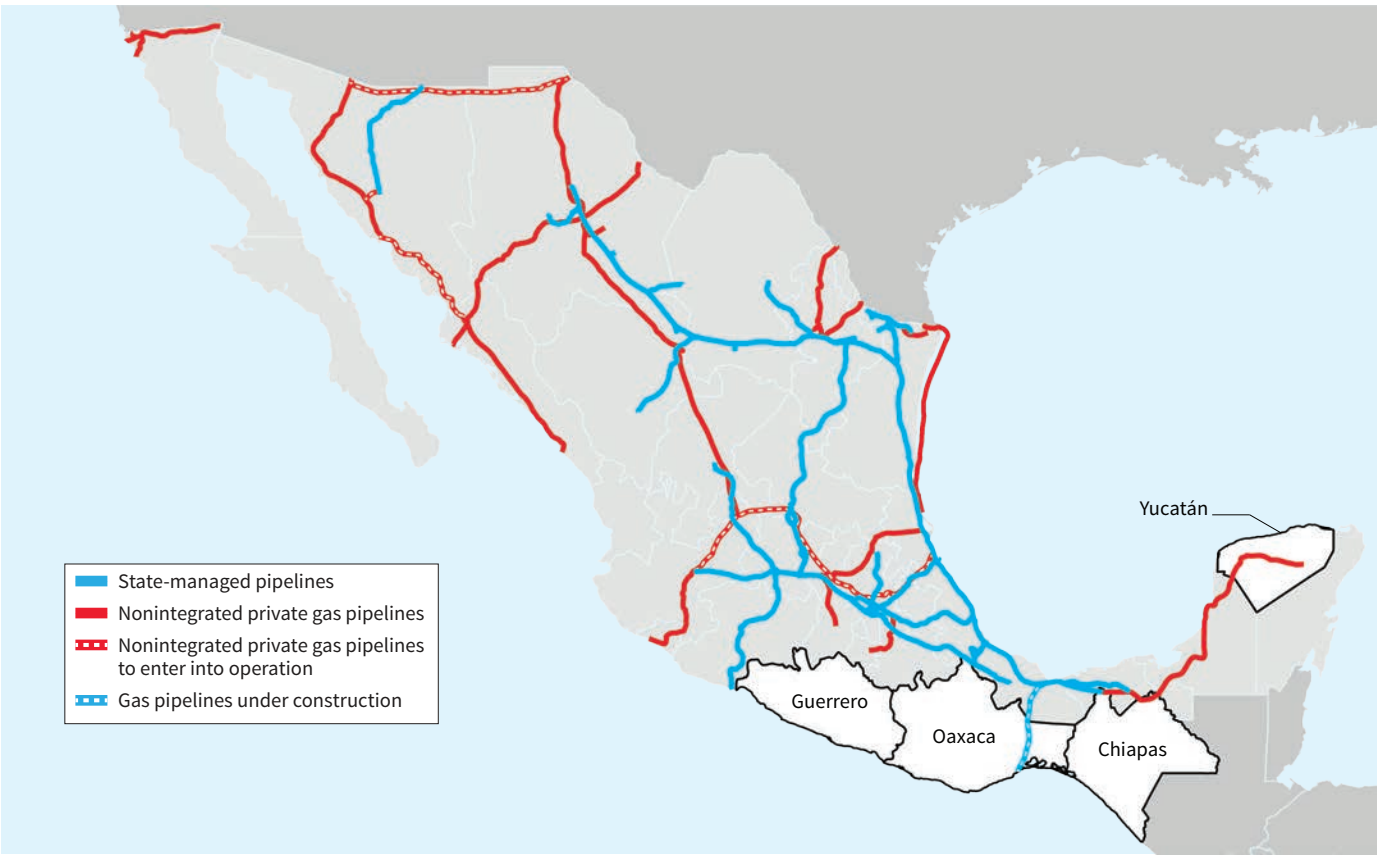 Yucatán
State-managed pipelines
Nonintegrated private gas pipelines
Nonintegrated private gas pipelines
to enter into operation
Gas pipelines under construction
Guerrero
Oaxaca
Chiapas